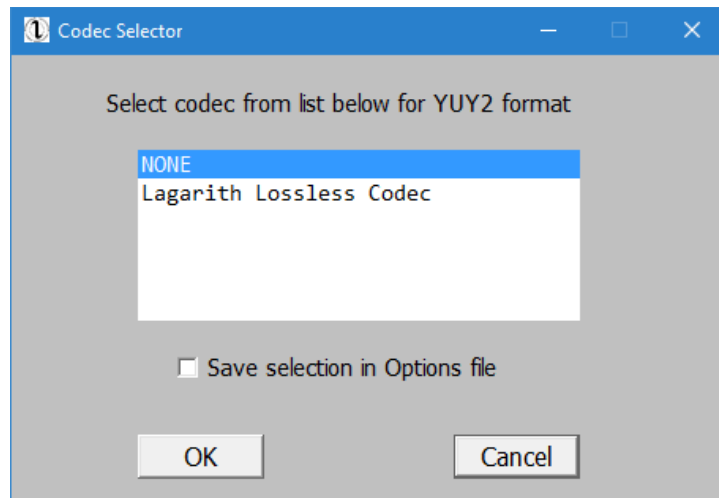 Codec Selector
Select codec from list below for YUY2 format
NONE
Lagarith Lossless Codec
Save selection in Options file
OK
Cancel